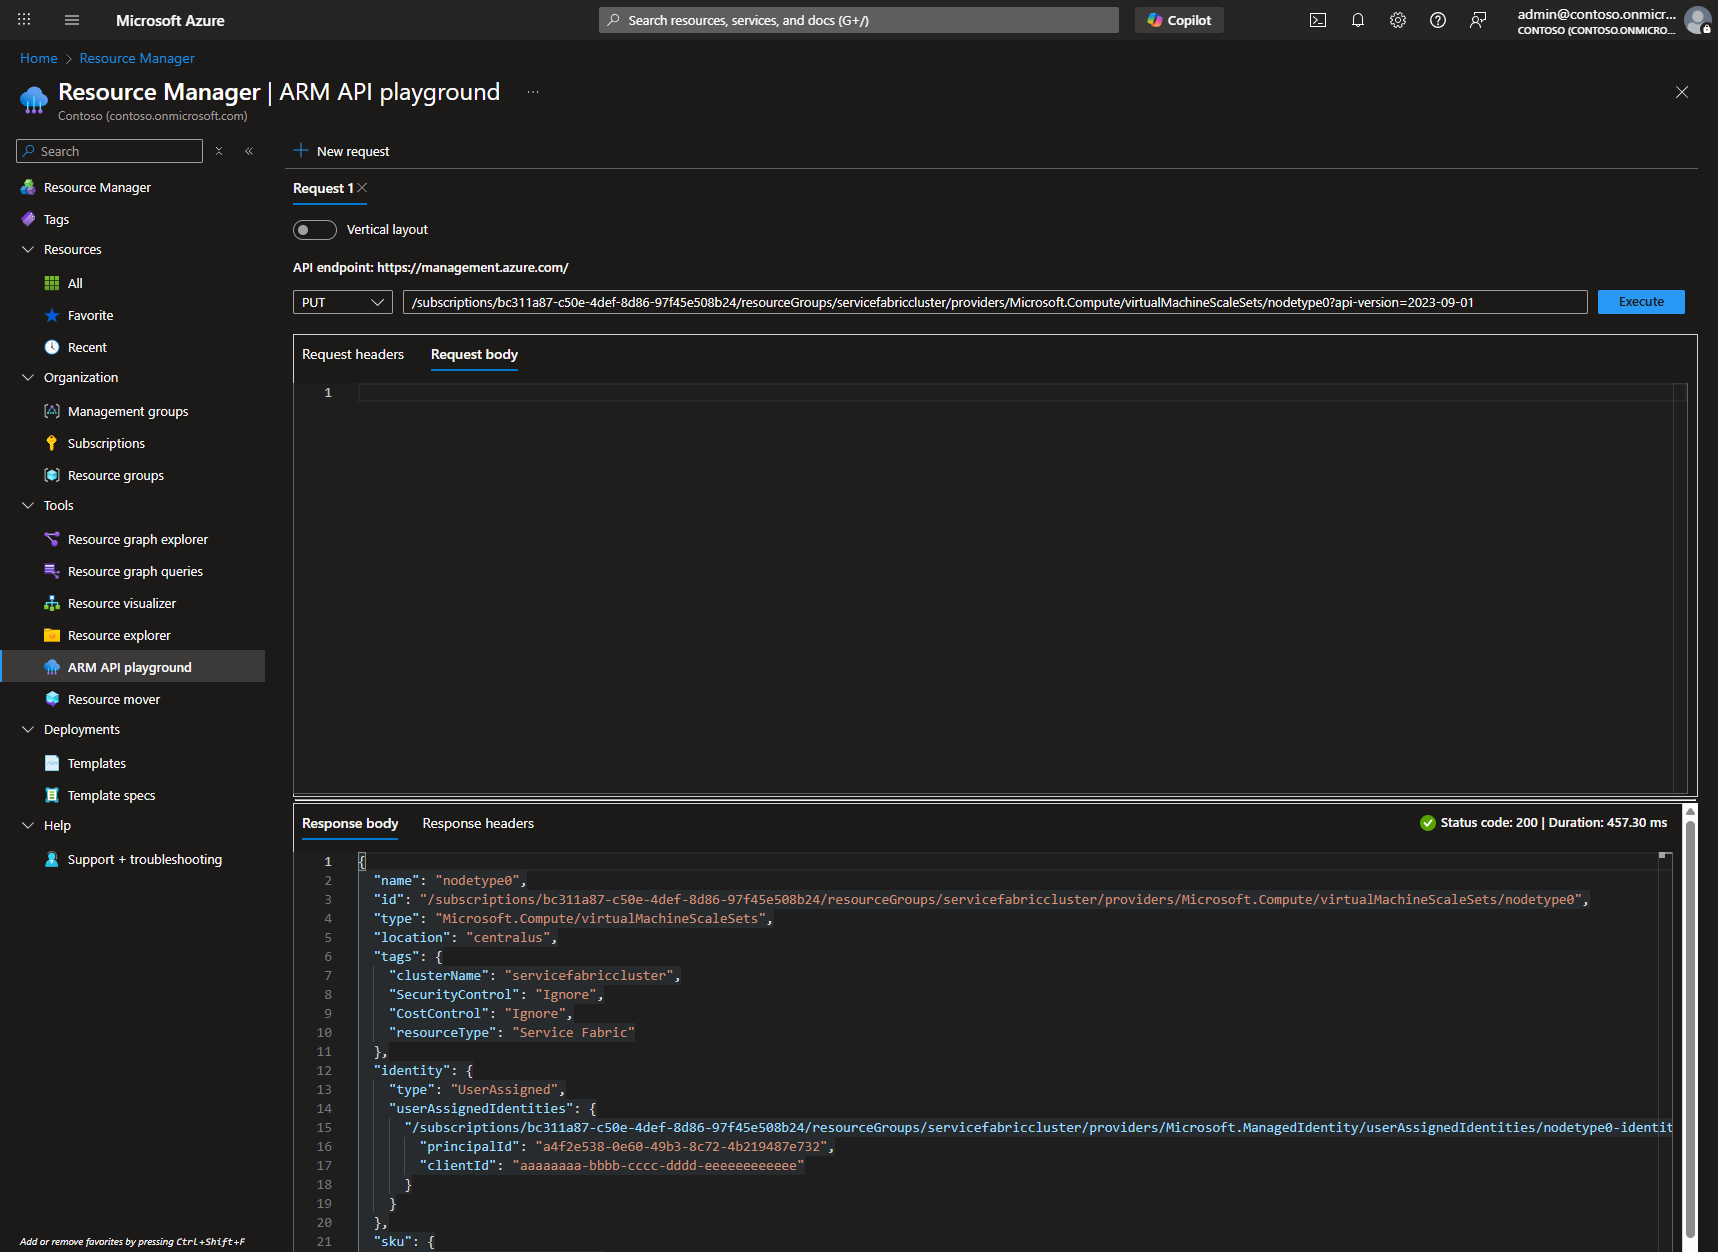 Microsoft Azure
Search resources, services, and docs (G+/)
Copilot
admin@contoso.onmicr...
CONTOSO (CONTOSO.ONMICRO...
Home > Resource Manager
Resource Manager | ARM API playground ...
Contoso (contoso.onmicrosoft.com)
Search
Resource Manager
Tags
Resources
All
Favorite
Recent
Organization
Management groups
Subscriptions
Resource groups
Tools
Resource graph explorer
Resource graph queries
Resource visualizer
Resource explorer
ARM API playground
Resource mover
Deployments
Templates
Template specs
Help
Support + troubleshooting
Add or remove favorites by pressing Ctrl+Shift+F
New request
Request 1
Vertical layout
API endpoint: https://management.azure.com/
PUT
/subscriptions/bc311a87-c50e-4def-8d86-97f45e508b24/resourceGroups/servicefabriccluster/providers/Microsoft.Compute/virtualMachineScaleSets/nodetype0?api-version=2023-09-01
Execute
Request headers Request body
1
Response body Response headers
Status code: 200 | Duration: 457.30 ms
1 {
2 "name": "nodetype0",
3 "id": "/subscriptions/bc311a87-c50e-4def-8d86-97f45e508b24/resourceGroups/servicefabriccluster/providers/Microsoft.Compute/virtualMachineScaleSets/nodetype0",
4 "type": "Microsoft.Compute/virtualMachineScaleSets",
5 "location": "centralus",
6 "tags": {
7 "clusterName": "servicefabriccluster",
8 "SecurityControl": "Ignore",
9 "CostControl": "Ignore",
10 "resourceType": "Service Fabric"
11 },
12 "identity": {
13 "type": "UserAssigned",
14 "userAssignedIdentities": {
15 "/subscriptions/bc311a87-c50e-4def-8d86-97f45e508b24/resourceGroups/servicefabriccluster/providers/Microsoft.ManagedIdentity/userAssignedIdentities/nodetype0-identit
16 "principalId": "a4f2e538-0e60-49b3-8c72-4b219487e732",
17 "clientId": "aaaaaaaa-bbbb-cccc-dddd-eeeeeeeeeeee"
18 }
19 }
20 },
21 "sku": {